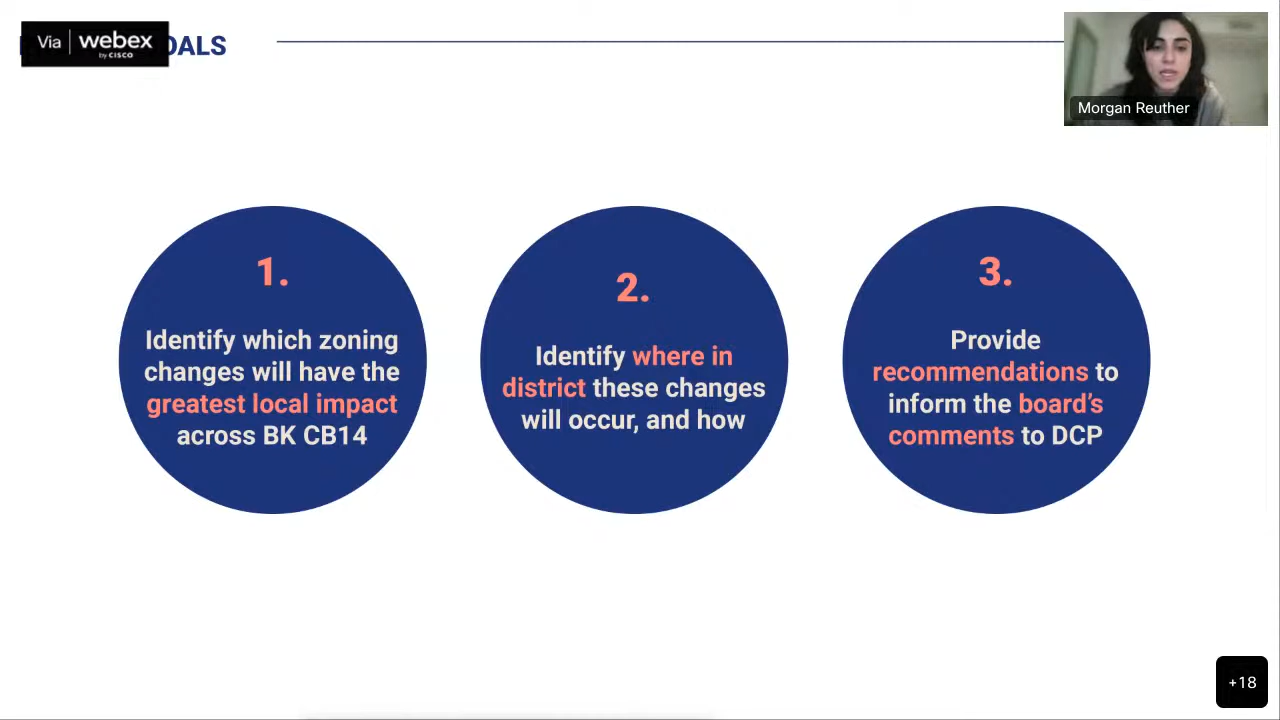 Via webex
by CISCO
OALS
Morgan Reuther
1.
Identify which zoning
changes will have the
greatest local impact
across BK CB14
2.
Identify where in
district these changes
will occur, and how
3.
Provide
recommendations to
inform the board's
comments to DCP
+18